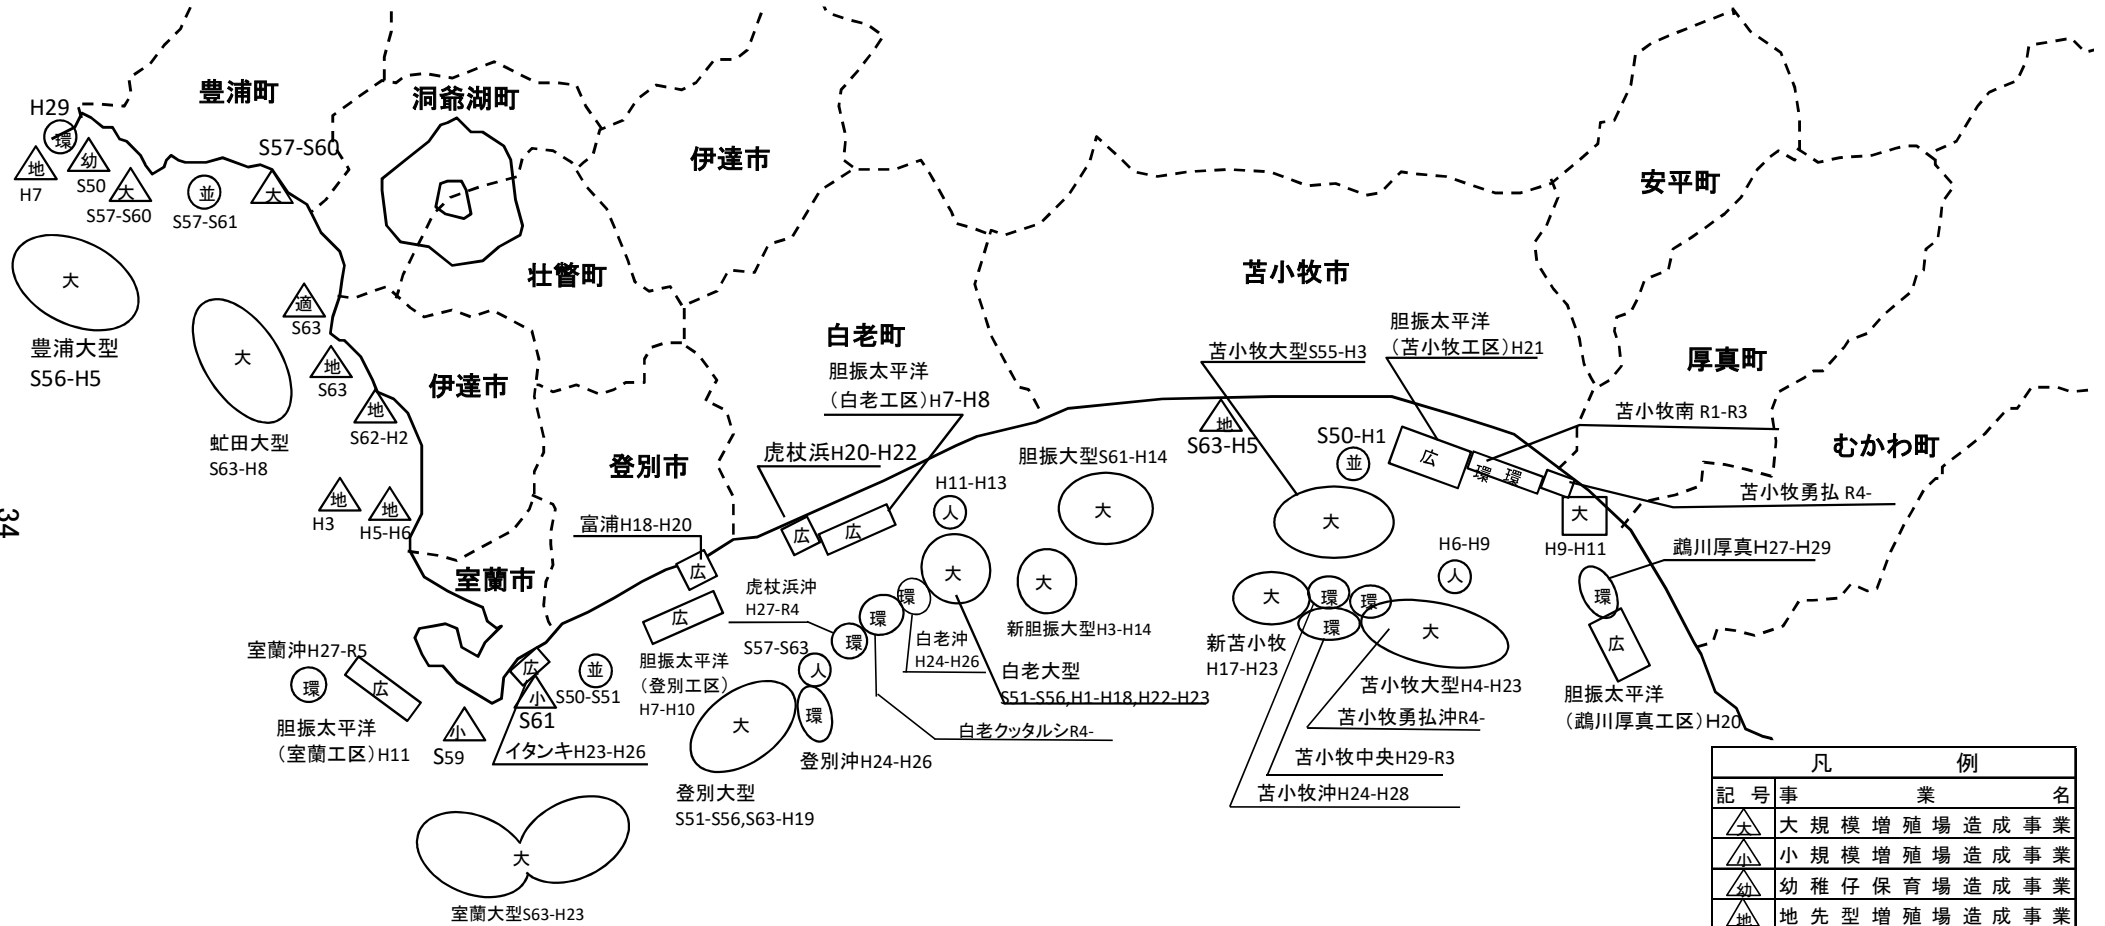 豊浦町
洞爺湖町
伊達市
安平町
壮瞥町
苫小牧市
白老町
厚真町
伊達市
むかわ町
登別市
室蘭市
H29
環
地
H7
幼
S50
大
S57-S60
並
S57-S61
S57-S60
大
大
豊浦大型
S56-H5
適
S63
大
虻田大型
S63-H8
地
S63
地
S62-H2
地
H3
地
H5-H6
室蘭沖H27-R5
環
広
胆振太平洋
(室蘭工区)H11
小
S59
広
小
S61
並
S50-S51
イタンキH23-H26
大
室蘭大型S63-H23
富浦H18-H20
広
広
胆振太平洋
(登別工区)
H7-H10
大
登別大型
S51-S56,S63-H19
S57-S63
人
環
登別沖H24-H26
虎杖浜沖
H27-R4
環
環
環
白老沖
H24-H26
白老クッタルシR4-
虎杖浜H20-H22
広
胆振太平洋
(白老工区)H7-H8
広
H11-H13
人
大
白老大型
S51-S56,H1-H18,H22-H23
胆振大型S61-H14
大
大
新胆振大型H3-H14
苫小牧大型S55-H3
地
S63-H5
大
S50-H1
並
胆振太平洋
(苫小牧工区)H21
広
環 環
苫小牧南 R1-R3
苫小牧勇払 R4-
大
H9-H11
H6-H9
人
大
新苫小牧
H17-H23
環
環
環
大
苫小牧大型H4-H23
苫小牧勇払沖R4-
苫小牧中央H29-R3
苫小牧沖H24-H28
鵡川厚真H27-H29
環
広
胆振太平洋
(鵡川厚真工区)H20
凡 例
記 号 事 業 名
大 大 規 模 増 殖 場 造 成 事 業
小 小 規 模 増 殖 場 造 成 事 業
幼 幼 稚 仔 保 育 場 造 成 事 業
地 地 先 型 増 殖 場 造 成 事 業
34